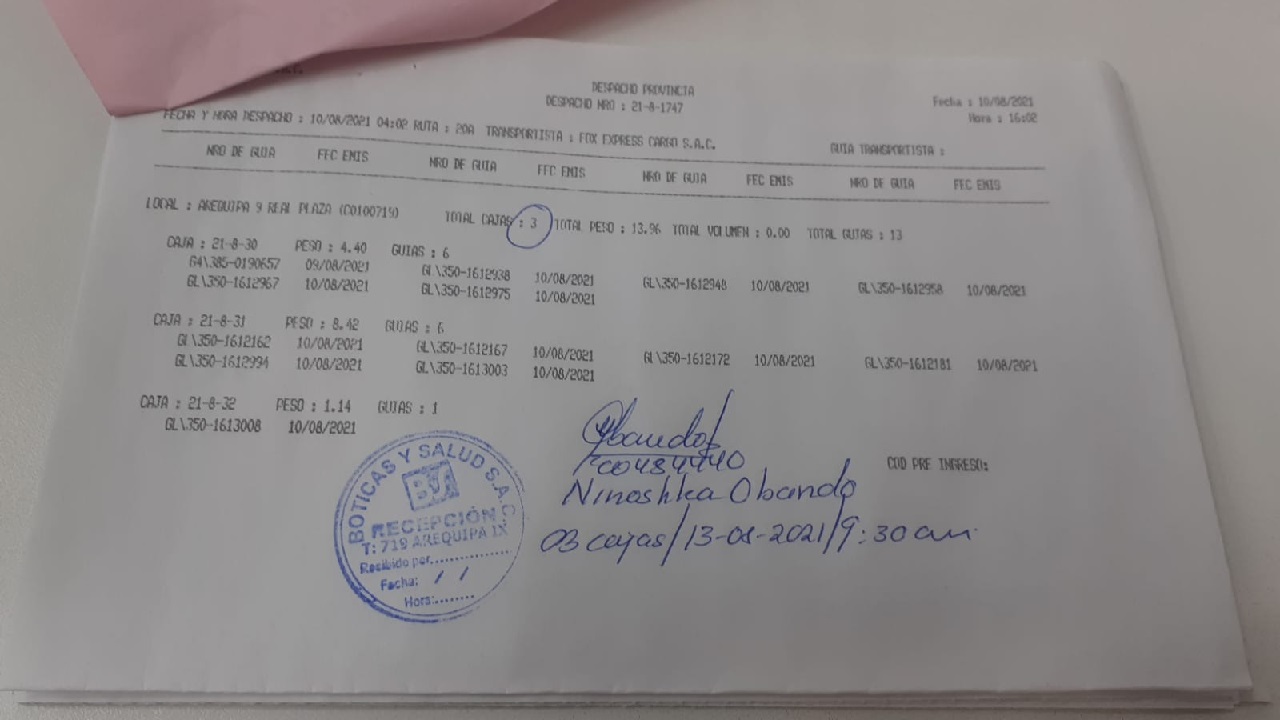 DESPACHO PROVINCIA
DESPACHO NRO : 21-8-1747
Fecha : 10/08/2021
Hora : 16:02
FECHA Y HORA DESPACHO : 10/08/2021 04:02 RUTA : 20A TRANSPORTISTA : FOX EXPRESS CARGO S.A.C. GUIA TRANSPORTISTA :
NRO DE GUIA FEC EMIS NRO DE GUIA FEC EMIS NRO DE GUIA FEC EMIS NRO DE GUIA FEC EMIS
LOCAL : AREQUIPA 9 REAL PLAZA (C0100719) TOTAL CAJAS : 3 TOTAL PESO : 13.96 TOTAL VOLUMEN : 0.00 TOTAL GUIAS : 13
CAJA : 21-8-30 PESO : 4.40 GUIAS : 6
G4\385-0190657 09/08/2021 GL\350-1612938 10/08/2021 GL\350-1612948 10/08/2021 GL\350-1612958 10/08/2021
GL\350-1612967 10/08/2021 GL\350-1612975 10/08/2021
CAJA : 21-8-31 PESO : 8.42 GUIAS : 6
GL\350-1612162 10/08/2021 GL\350-1612167 10/08/2021 GL\350-1612172 10/08/2021 GL\350-1612181 10/08/2021
GL\350-1612994 10/08/2021 GL\350-1613003 10/08/2021
CAJA : 21-8-32 PESO : 1.14 GUIAS : 1
GL\350-1613008 10/08/2021
COD PRE INGRESO:
BOTICAS Y SALUD S.A.C
RECEPCIÓN
T: 719 AREQUIPA IX
Recibido por:..............
Fecha: / /
Hora:........
Obando
Ninoshka Obando
03 cajas/13-08-2021/9:30 am